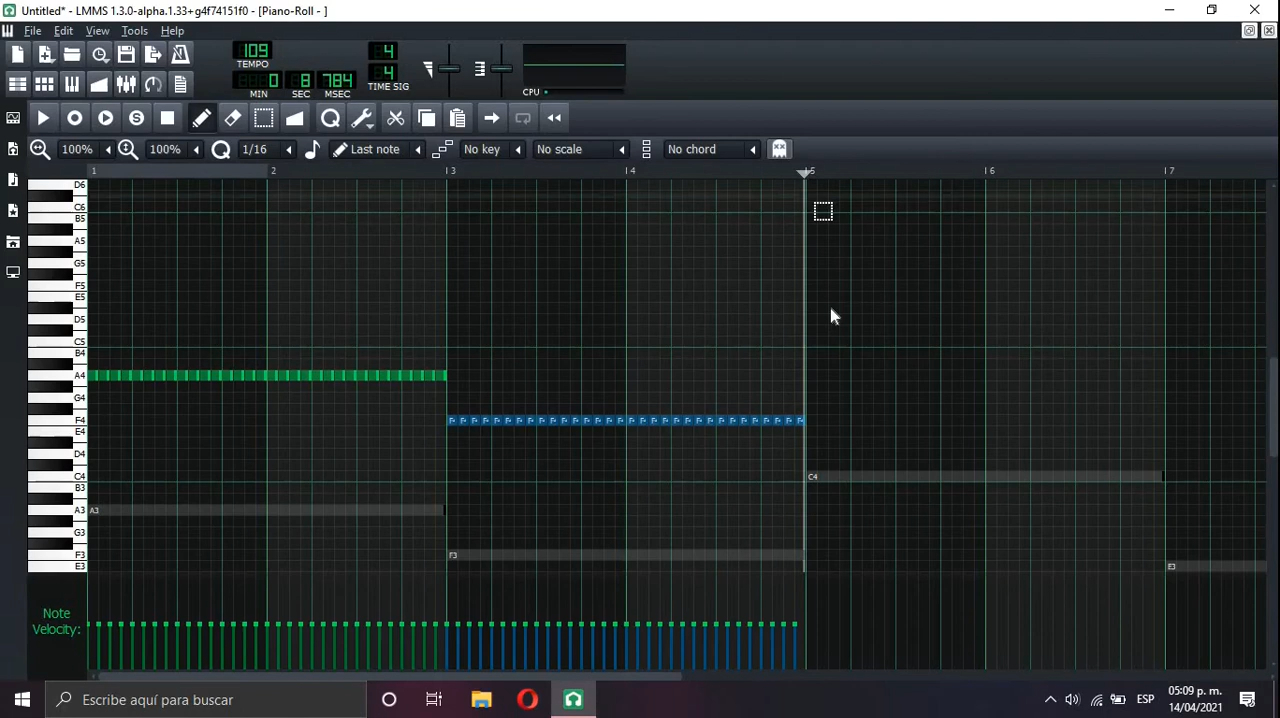 Untitled* - LMMS 1.3.0-alpha.1.33+g4f74151f0 - [Piano-Roll - ]
File Edit View Tools Help
109
TEMPO
4
4
TIME SIG
0 8 784
MIN SEC MSEC
CPU
100% 100% Q 1/16 Last note No key No scale No chord
1 2 3 4 5 6 7
D6
C6
B5
A5
G5
F5
E5
D5
C5
B4
A4
G4
F4
E4
D4
C4 C4
B3
A3 A3
G3
F3 F3
E3 E3
Note
Velocity:
Escribe aquí para buscar
ESP
05:09 p. m.
14/04/2021